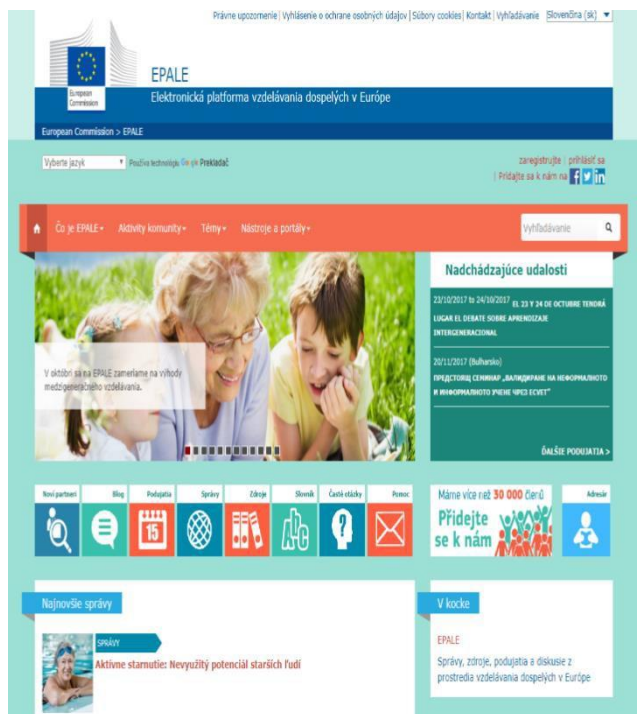 Právne upozornenie | Vyhlásenie o ochrane osobných údajov | Súbory cookies | Kontakt | Vyhľadávanie Slovenčina (sk)
European
Commission
EPALE
Elektronická platforma vzdelávania dospelých v Európe
European Commission > EPALE
Vyberte jazyk
Používa technológiu Google Prekladač
zaregistrujte | prihlásiť sa
| Pridajte sa k nám na
Čo je EPALE
Aktivity komunity
Témy
Nástroje a portály
Vyhľadávanie
V októbri sa na EPALE zameriame na výhody
medzigeneračného vzdelávania.
Nadchádzajúce udalosti
23/10/2017 to 24/10/2017 EL 23 Y 24 DE OCTUBRE TENDRÁ
LUGAR EL DEBATE SOBRE APRENDIZAJE
INTERGENERACIONAL
20/11/2017 (Bulharsko)
ПРЕДСТОЯЩ СЕМИНАР „ВАЛИДИРАНЕ НА НЕФОРМАЛНОТО
И ИНФОРМАЛНОТО УЧЕНЕ ЧРЕЗ ECVET"
ĎALŠIE PODUJATIA >
Noví partneri
Blog
Podujatia
15
Správy
Zdroje
Slovník
Abc
Časté otázky
?
Pomoc
Máme více než 30 000 členů
Přidejte
se k nám
Adresár
Najnovšie správy
SPRÁVY
Aktívne starnutie: Nevyužitý potenciál starších ľudí
V kocke
EPALE
Správy, zdroje, podujatia a diskusie z
prostredia vzdelávania dospelých v Európe